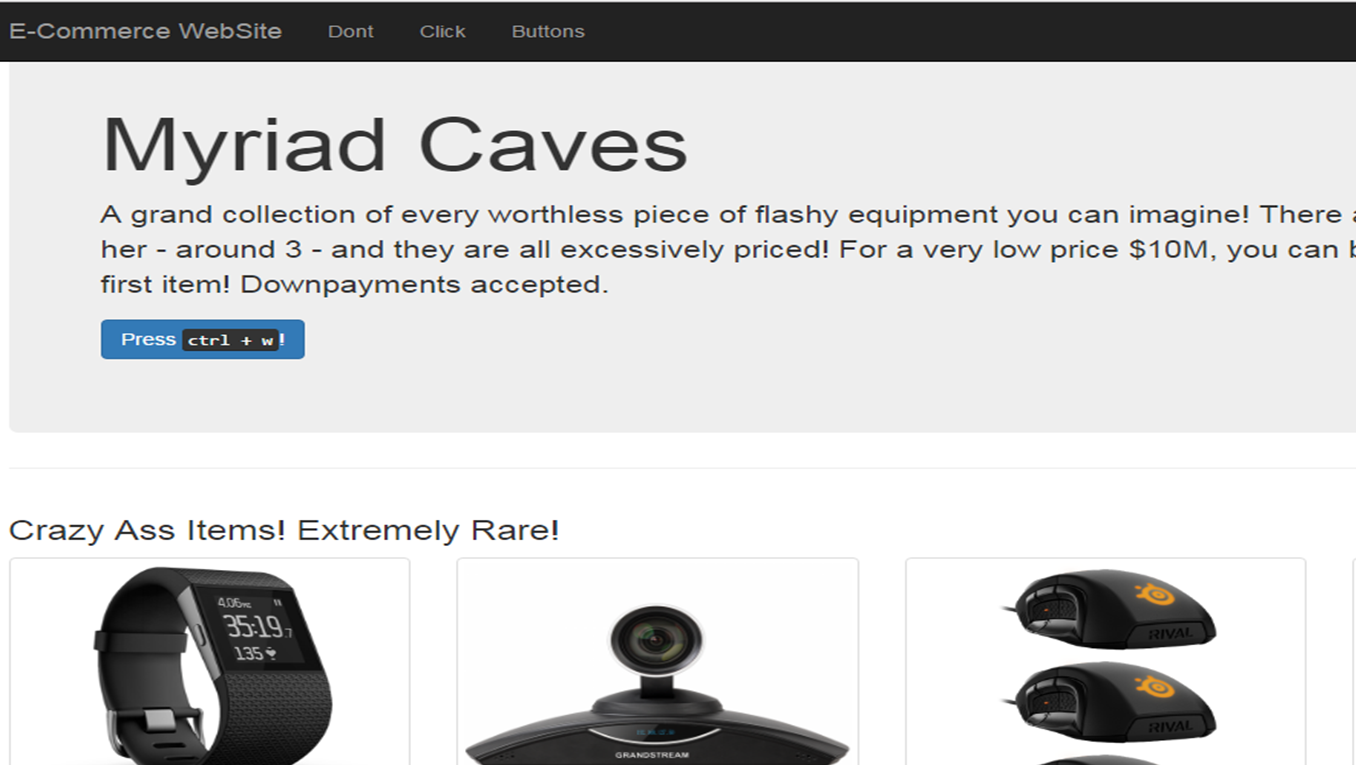 E-Commerce WebSite Dont Click Buttons
Myriad Caves
A grand collection of every worthless piece of flashy equipment you can imagine! There
her - around 3 - and they are all excessively priced! For a very low price $10M, you can
first item! Downpayments accepted.
Press ctrl + w!
Crazy Ass Items! Extremely Rare!
4.06MI
35:19.7
135
GRANDSTREAM
RIVAL
RIVAL